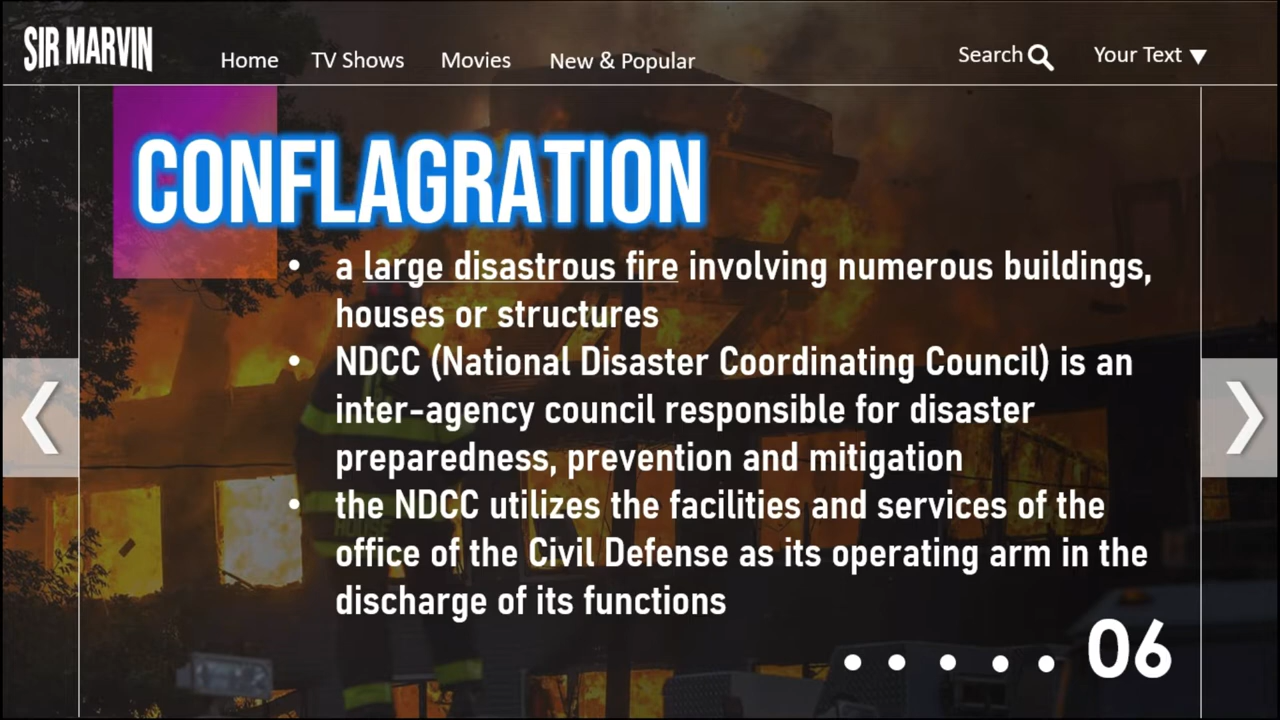 SIR MARVIN
Home TV Shows Movies New & Popular Search Your Text
CONFLAGRATION
• a large disastrous fire involving numerous buildings,
houses or structures
• NDCC (National Disaster Coordinating Council) is an
inter-agency council responsible for disaster
preparedness, prevention and mitigation
• the NDCC utilizes the facilities and services of the
office of the Civil Defense as its operating arm in the
discharge of its functions
06